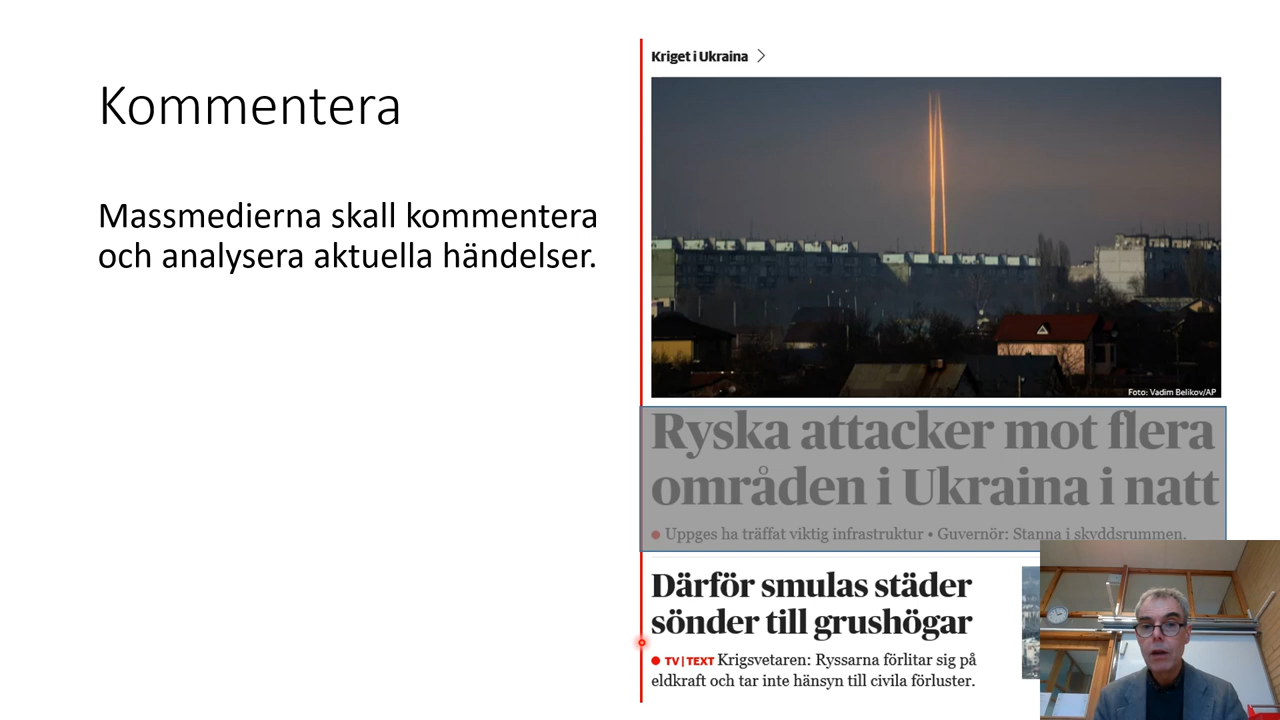 Kommentera
Massmedierna skall kommentera
och analysera aktuella händelser.
Kriget i Ukraina
Foto: Vadim Belikov/AP
Ryska attacker mot flera
områden i Ukraina i natt
Uppges ha träffat viktig infrastruktur • Guvernör: Stanna i skyddsrummen.
Därför smulas städer
sönder till grushögar
TV|TEXT Krigsvetaren: Ryssarna förlitar sig på
eldkraft och tar inte hänsyn till civila förluster.